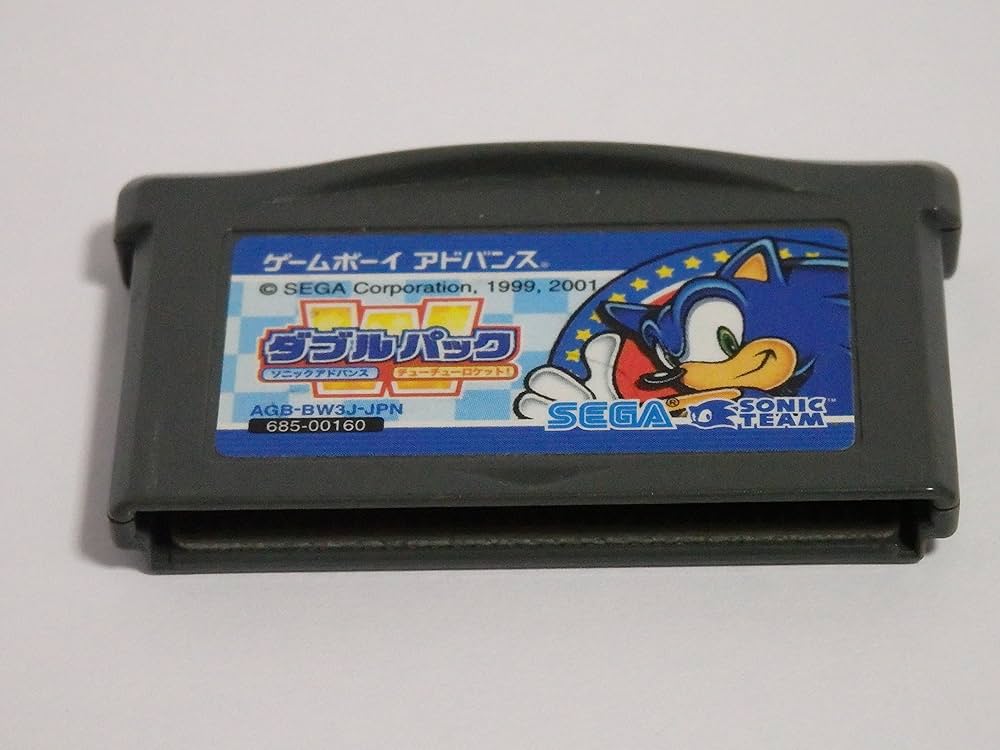 ゲームボーイ アドバンス®
© SEGA Corporation, 1999, 2001
W
ダブルパック
ソニックアドバンス チューチューロケット!
AGB-BW3J-JPN
685-00160
SEGA®
SONIC TEAM™